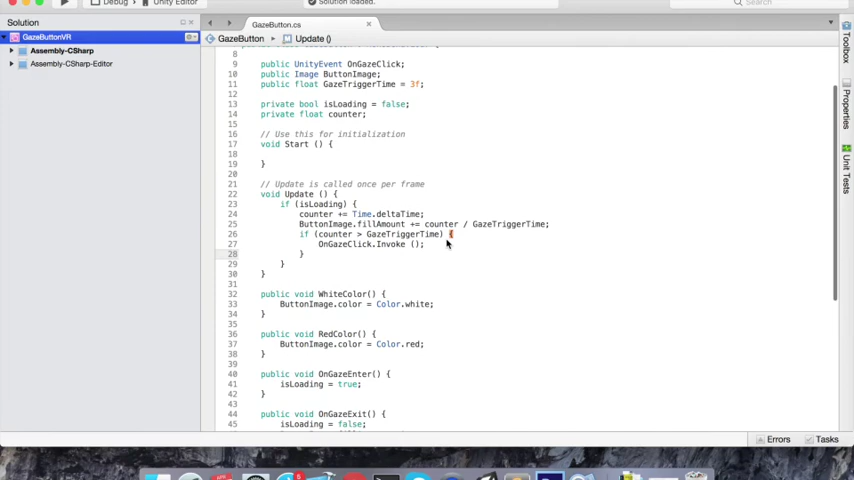 Debug
Unity Editor
Solution loaded.
Search
Solution
GazeButton.cs
GazeButtonVR
GazeButton
Update ()
Assembly-CSharp
Assembly-CSharp-Editor
8
9 public UnityEvent OnGazeClick;
10 public Image ButtonImage;
11 public float GazeTriggerTime = 3f;
12
13 private bool isLoading = false;
14 private float counter;
15
16 // Use this for initialization
17 void Start () {
18
19 }
20
21 // Update is called once per frame
22 void Update () {
23 if (isLoading) {
24 counter += Time.deltaTime;
25 ButtonImage.fillAmount += counter / GazeTriggerTime;
26 if (counter > GazeTriggerTime) {
27 OnGazeClick.Invoke ();
28 }
29 }
30 }
31
32 public void WhiteColor() {
33 ButtonImage.color = Color.white;
34 }
35
36 public void RedColor() {
37 ButtonImage.color = Color.red;
38 }
39
40 public void OnGazeEnter() {
41 isLoading = true;
42 }
43
44 public void OnGazeExit() {
45 isLoading = false;
Errors
Tasks
Toolbox
Properties
Unit Tests